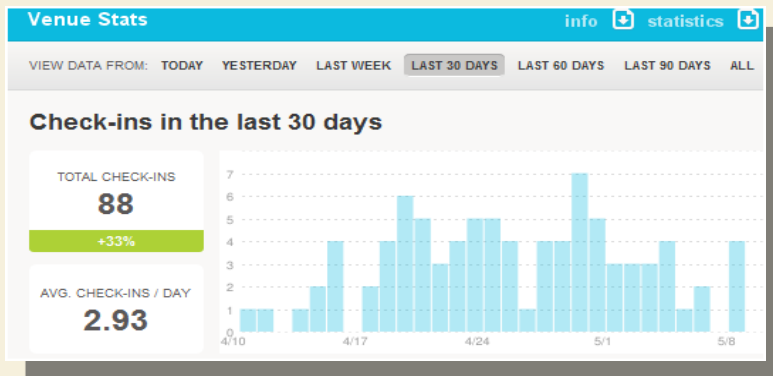 Venue Stats info statistics
VIEW DATA FROM: TODAY YESTERDAY LAST WEEK LAST 30 DAYS LAST 60 DAYS LAST 90 DAYS ALL
Check-ins in the last 30 days
TOTAL CHECK-INS
88
+33%
AVG. CHECK-INS / DAY
2.93
7
6
5
4
3
2
1
0
4/10 4/17 4/24 5/1 5/8